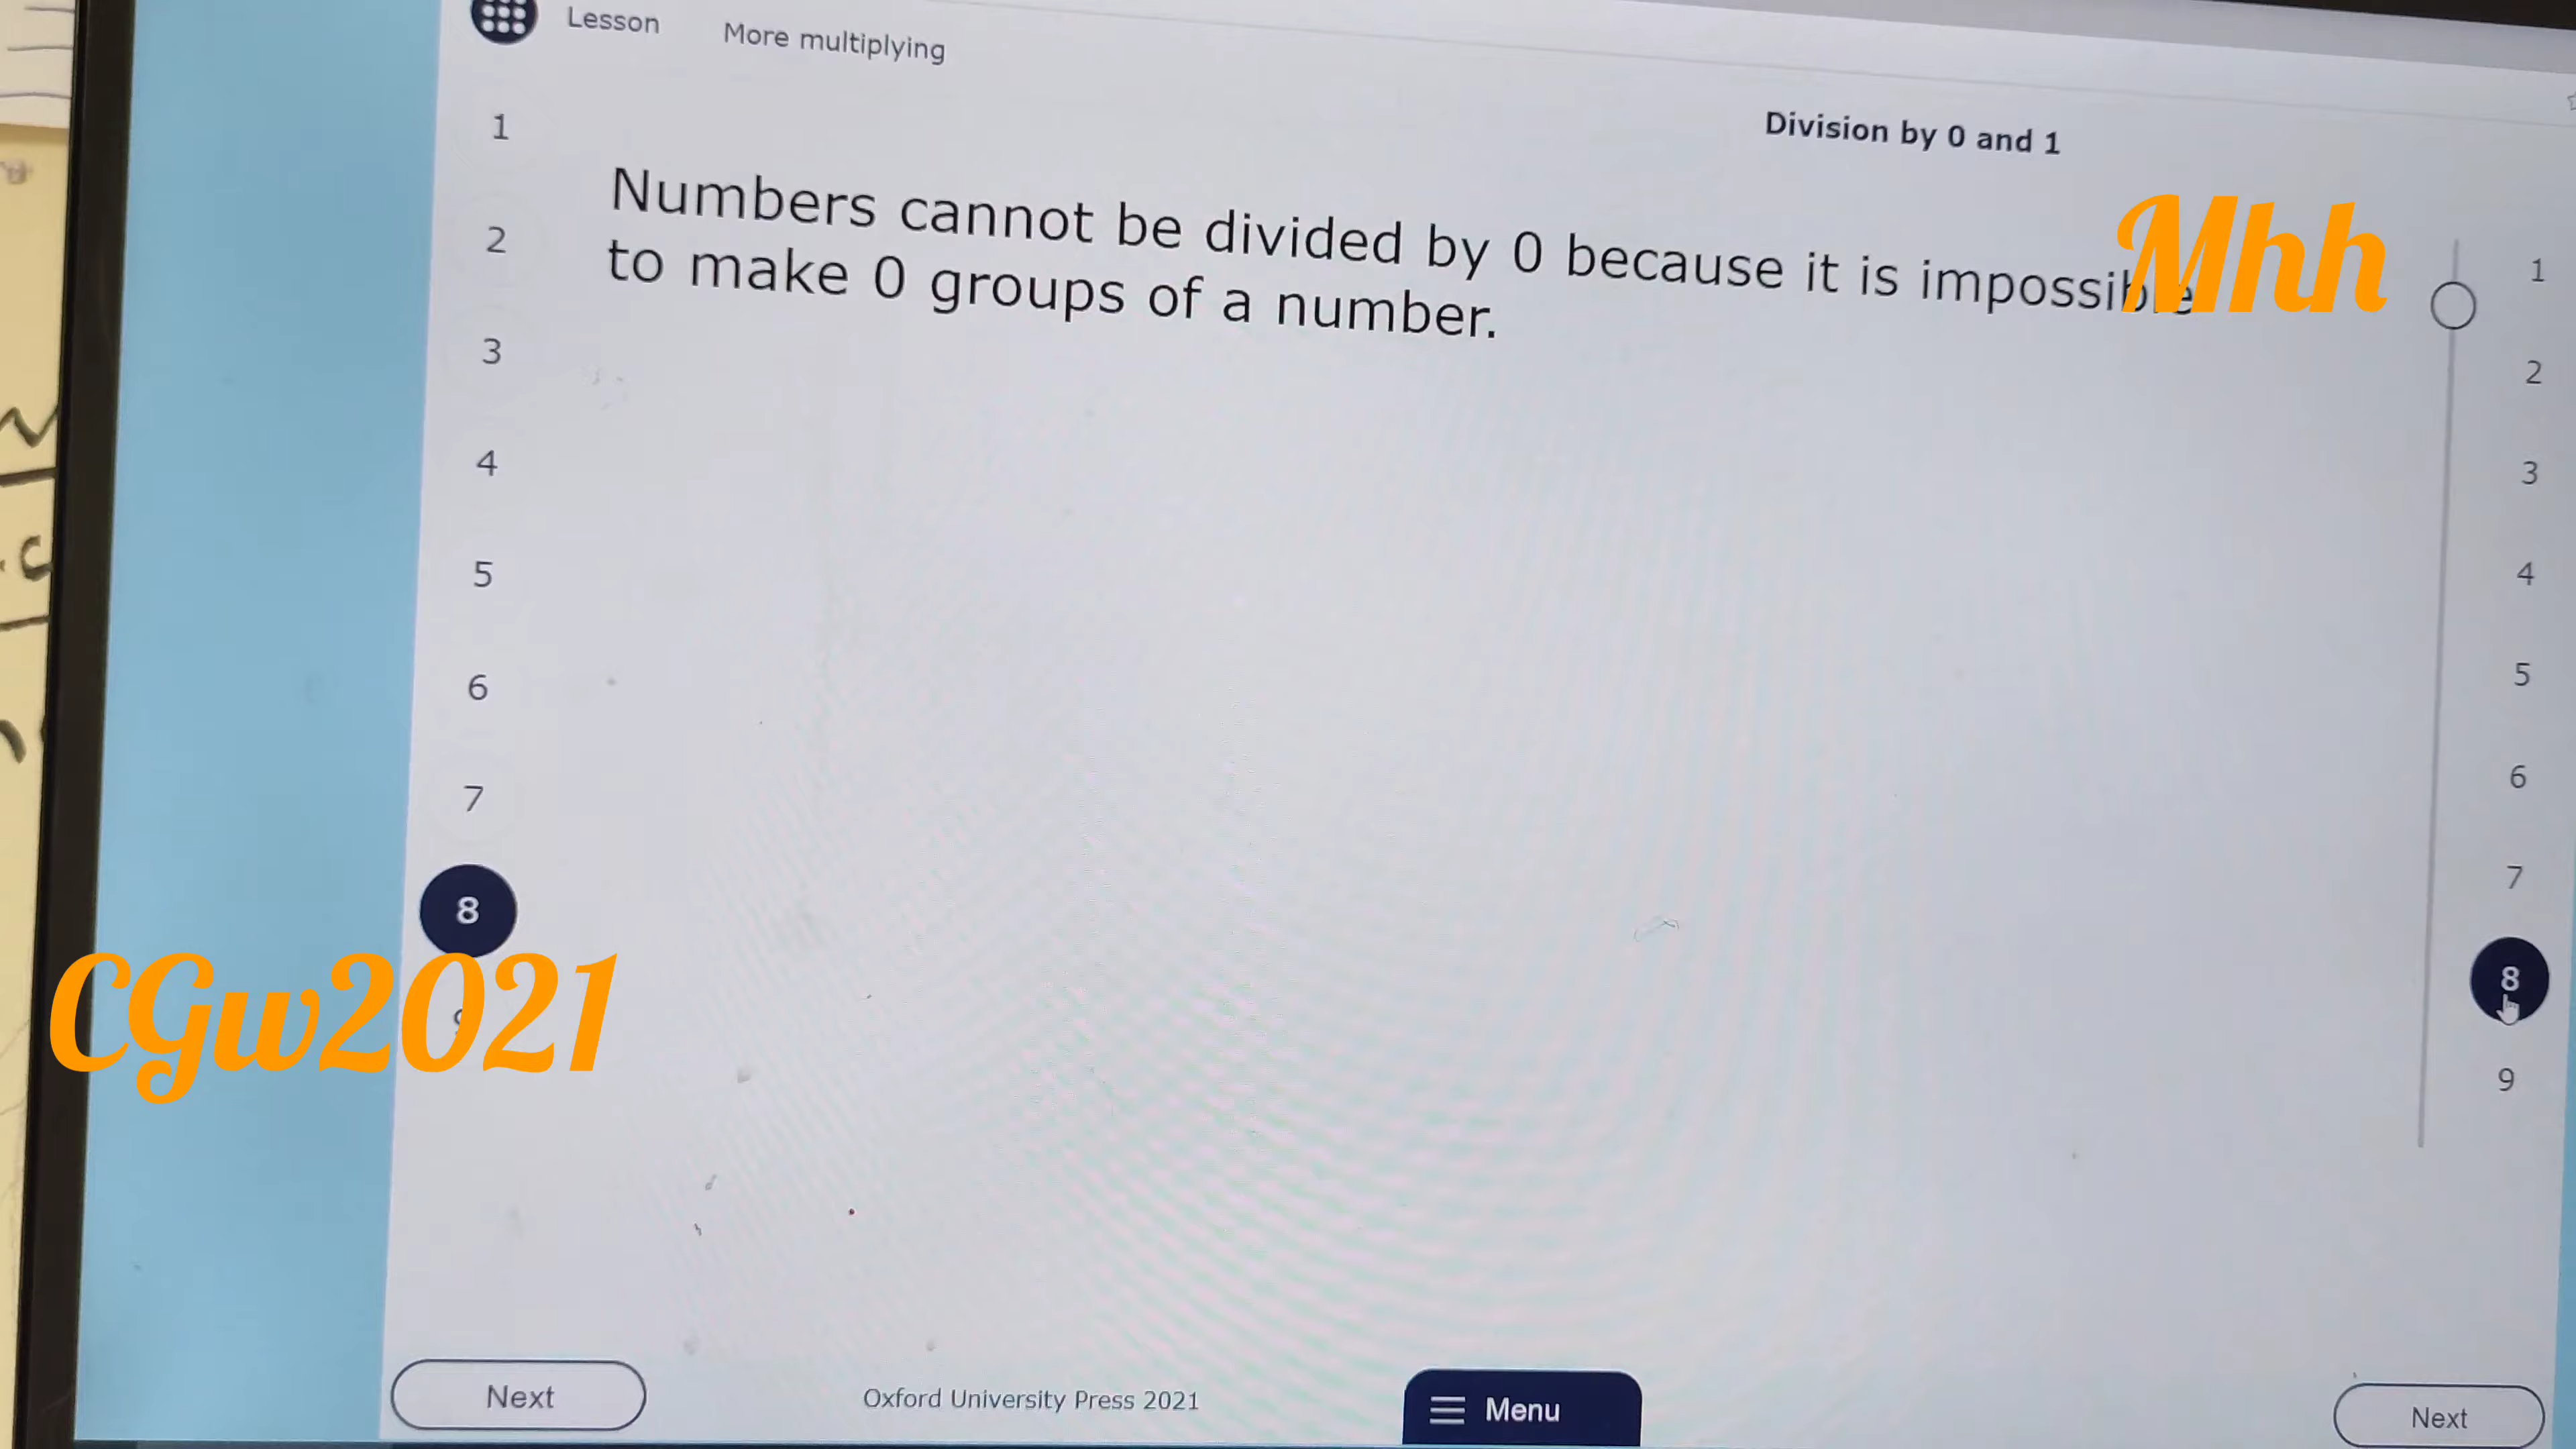 Lesson
More multiplying
Division by 0 and 1
Numbers cannot be divided by 0 because it is impossible
to make 0 groups of a number.
Mhh
1
2
3
4
5
6
7
8
9
1
2
3
4
5
6
7
8
9
CGw2021
Next
Oxford University Press 2021
Menu
Next